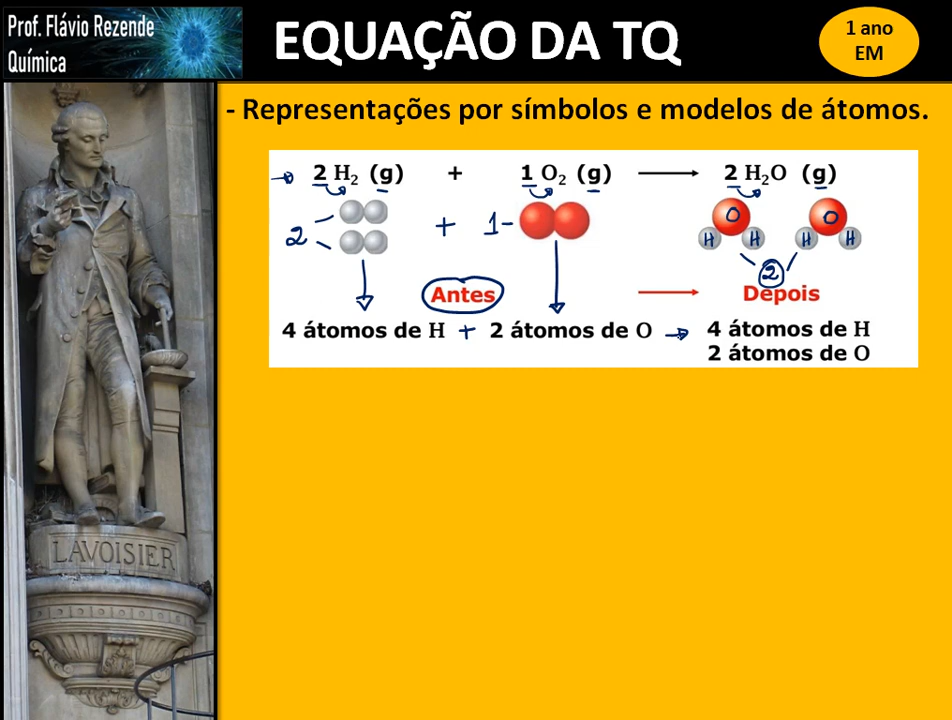 Prof. Flávio Rezende
Química
EQUAÇÃO DA TQ
1 ano
EM
- Representações por símbolos e modelos de átomos.
2 H₂ (g) + 1 O₂ (g) ⟶ 2 H₂O (g)
2 + 1-
O O
H H H H
2
Antes ⟶ Depois
4 átomos de H + 2 átomos de O → 4 átomos de H
2 átomos de O
LAVOISIER